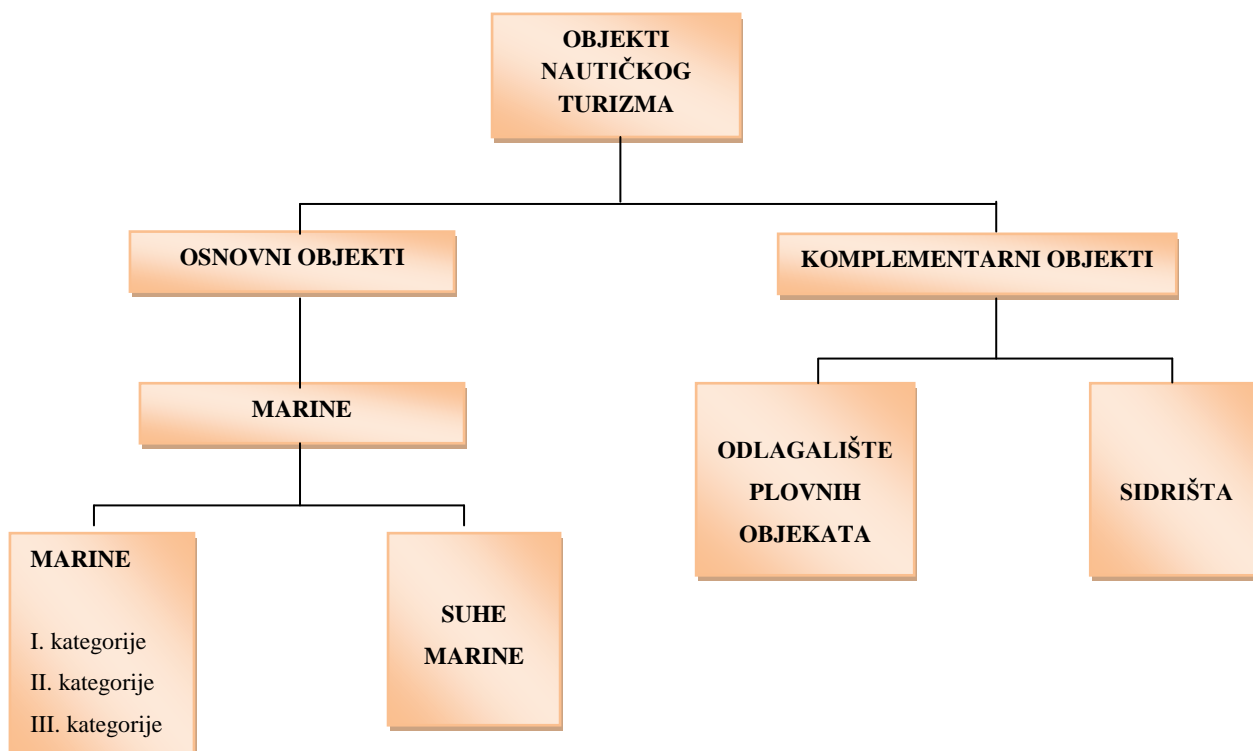 OBJEKTI
NAUTIČKOG
TURIZMA
OSNOVNI OBJEKTI
KOMPLEMENTARNI OBJEKTI
MARINE
ODLAGALIŠTE
PLOVNIH
OBJEKATA
SIDRIŠTA
MARINE
I. kategorije
II. kategorije
III. kategorije
SUHE
MARINE